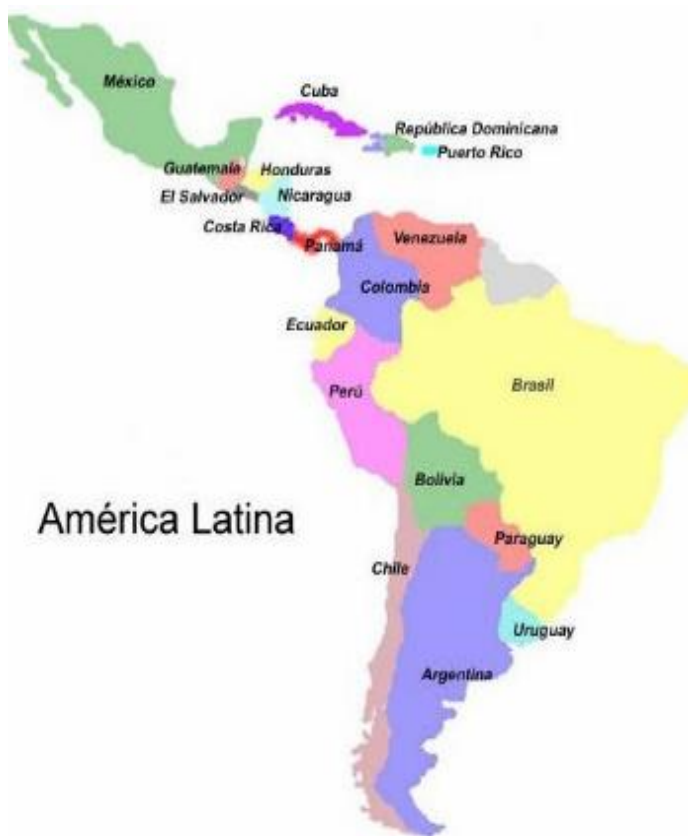 México
Cuba
República Dominicana
Puerto Rico
Guatemala
Honduras
El Salvador
Nicaragua
Costa Rica
Panamá
Venezuela
Colombia
Ecuador
Perú
Brasil
Bolivia
América Latina
Paraguay
Chile
Uruguay
Argentina